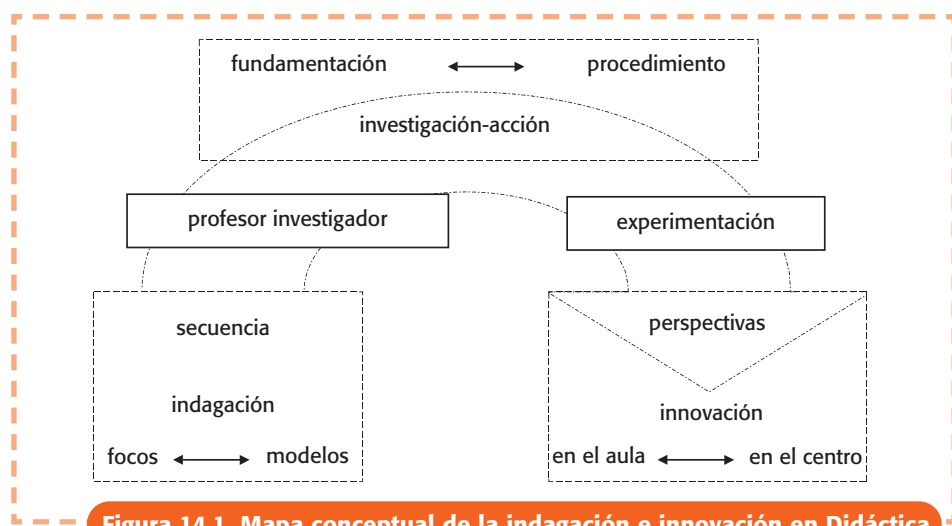 fundamentación procedimiento
investigación-acción
profesor investigador experimentación
secuencia perspectivas
indagación innovación
focos modelos en el aula en el centro
Figura 14.1. Mapa conceptual de la indagación e innovación en Didáctica